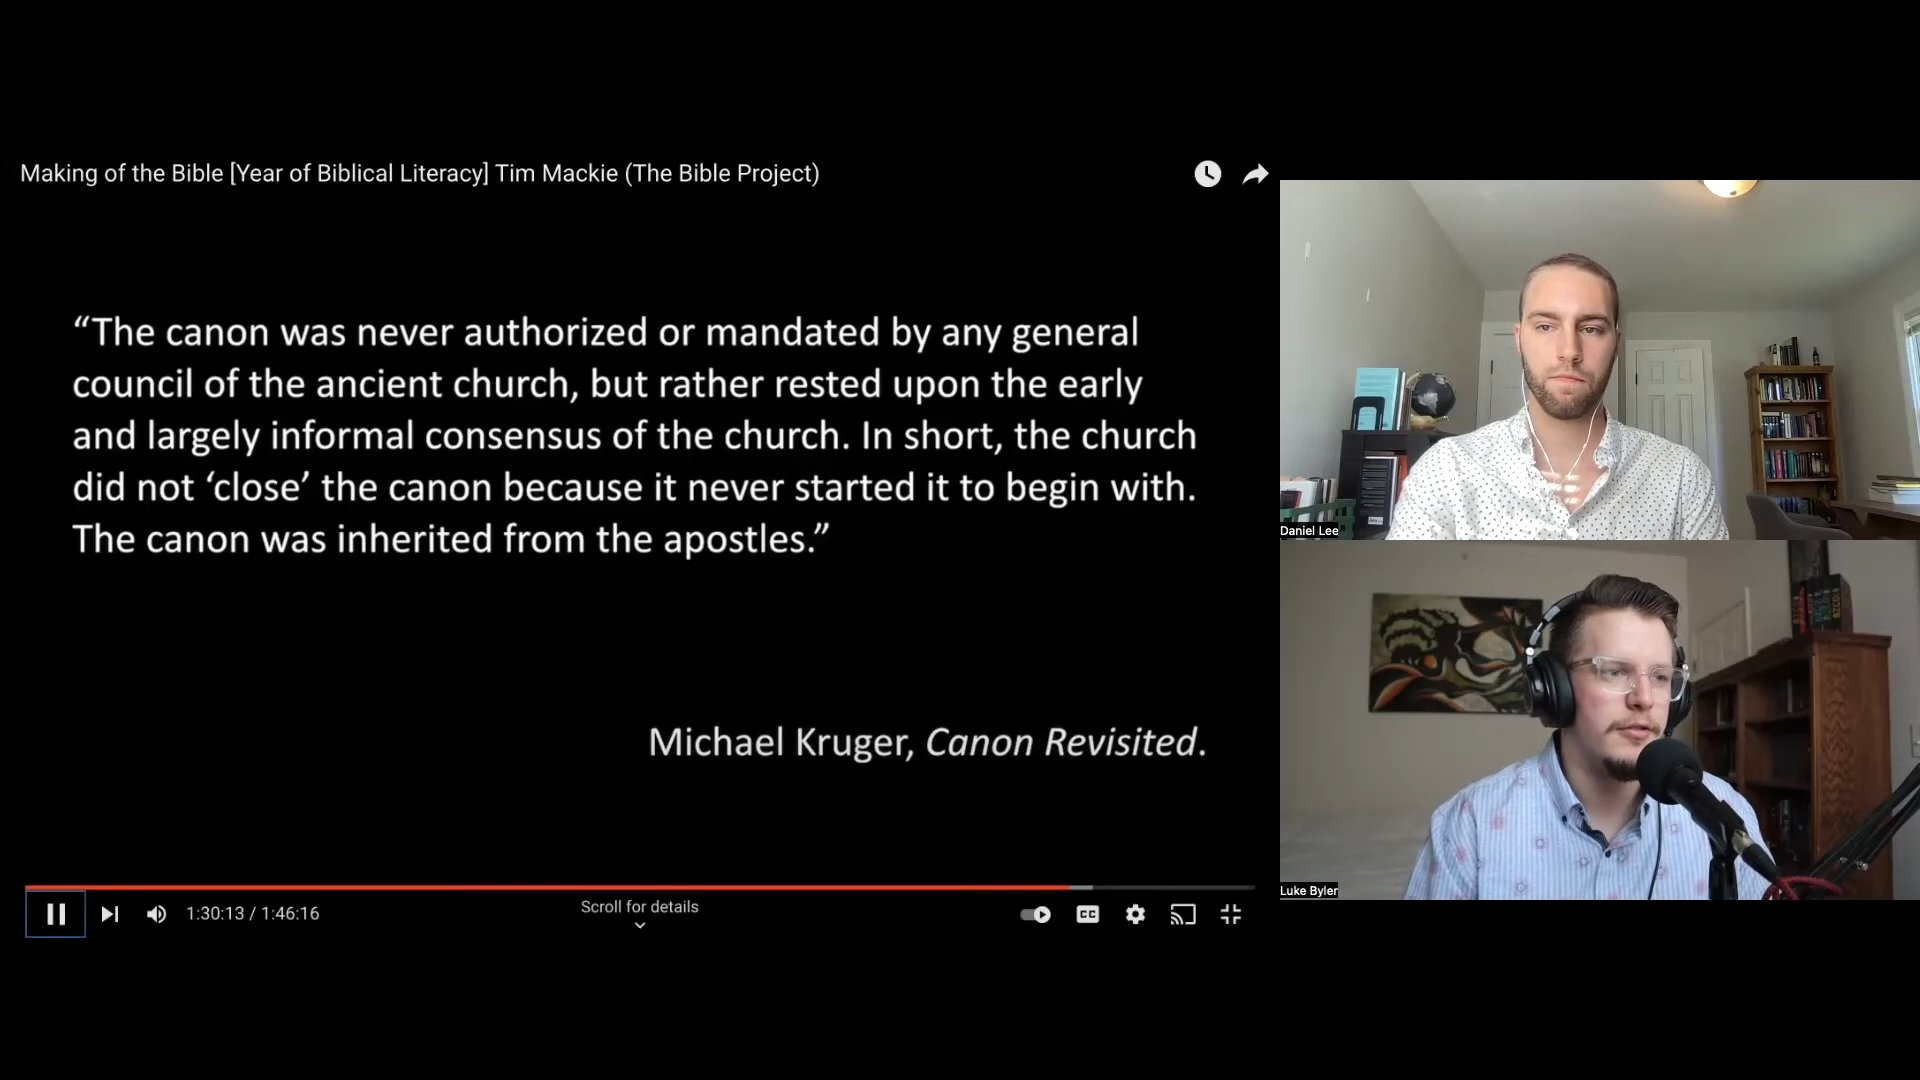 Making of the Bible [Year of Biblical Literacy] Tim Mackie (The Bible Project)
“The canon was never authorized or mandated by any general
council of the ancient church, but rather rested upon the early
and largely informal consensus of the church. In short, the church
did not ‘close’ the canon because it never started it to begin with.
The canon was inherited from the apostles.”
Michael Kruger, Canon Revisited.
1:30:13 / 1:46:16
Scroll for details
CC
Daniel Lee
Luke Byler